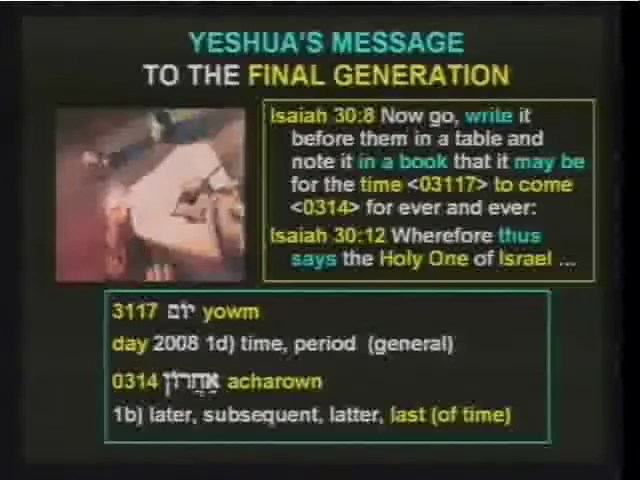 YESHUA'S MESSAGE
TO THE FINAL GENERATION
Isaiah 30:8 Now go, write it
before them in a table and
note it in a book that it may be
for the time <03117> to come
<0314> for ever and ever:
Isaiah 30:12 Wherefore thus
says the Holy One of Israel ...
3117 יוֹם yowm
day 2008 1d) time, period (general)
0314 אַחֲרוֹן acharown
1b) later, subsequent, latter, last (of time)